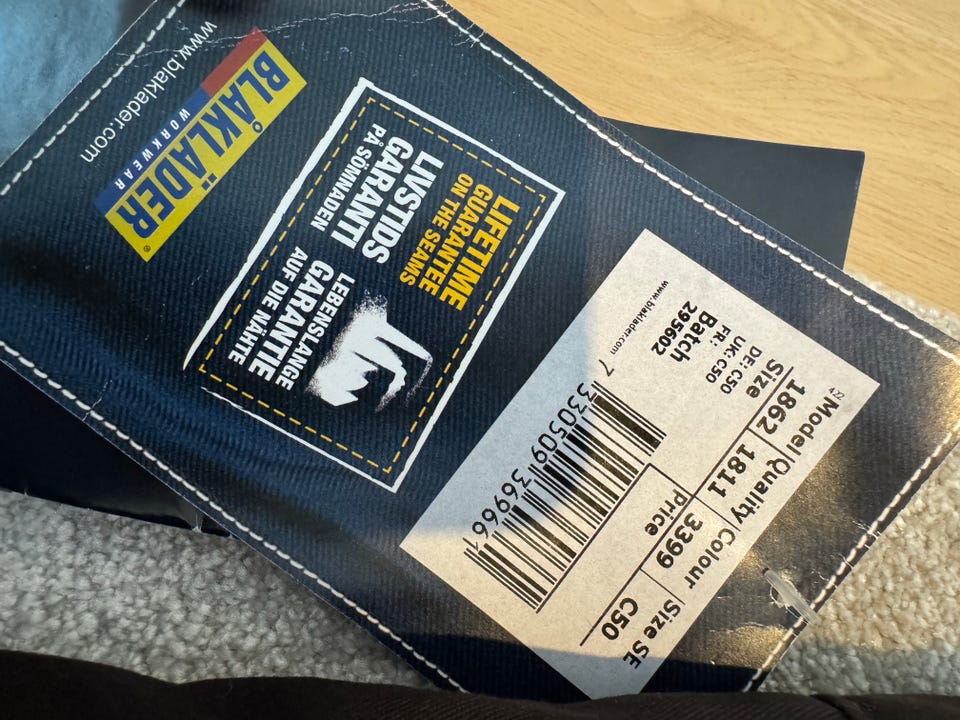 www.blaklader.com
BLÅKLÄDER®
WORKWEAR
LIFETIME
GUARANTEE
ON THE SEAMS
LIVSTIDS
GARANTI
PÅ SÖMNADEN
LEBENSLANGE
GARANTIE
AUF DIE NÄHTE
Model/Quality Colour Size SE
1862 1811 3399 C50
Size Price
DE: C50
UK: C50
FR:
Batch
295602
www.blaklader.com
7 330509 369661